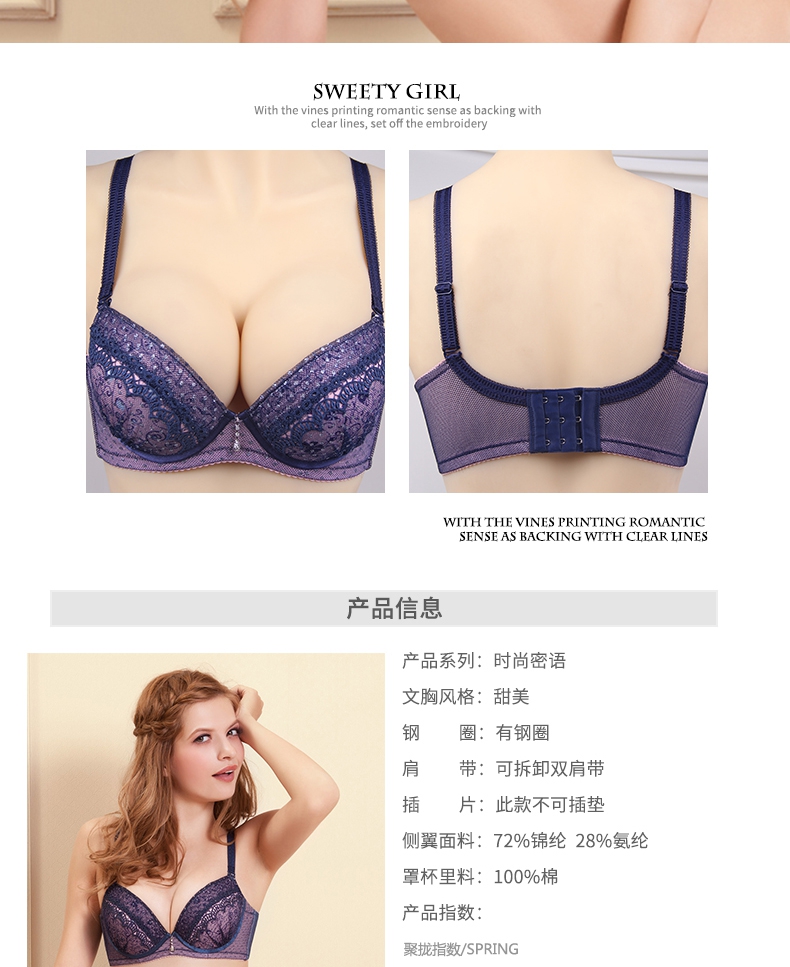 SWEETY GIRL
With the vines printing romantic sense as backing with
clear lines, set off the embroidery
WITH THE VINES PRINTING ROMANTIC
SENSE AS BACKING WITH CLEAR LINES
产品信息
产品系列：时尚密语
文胸风格：甜美
钢 圈：有钢圈
肩 带：可拆卸双肩带
插 片：此款不可插垫
侧翼面料：72%锦纶 28%氨纶
罩杯里料：100%棉
产品指数：
聚拢指数/SPRING